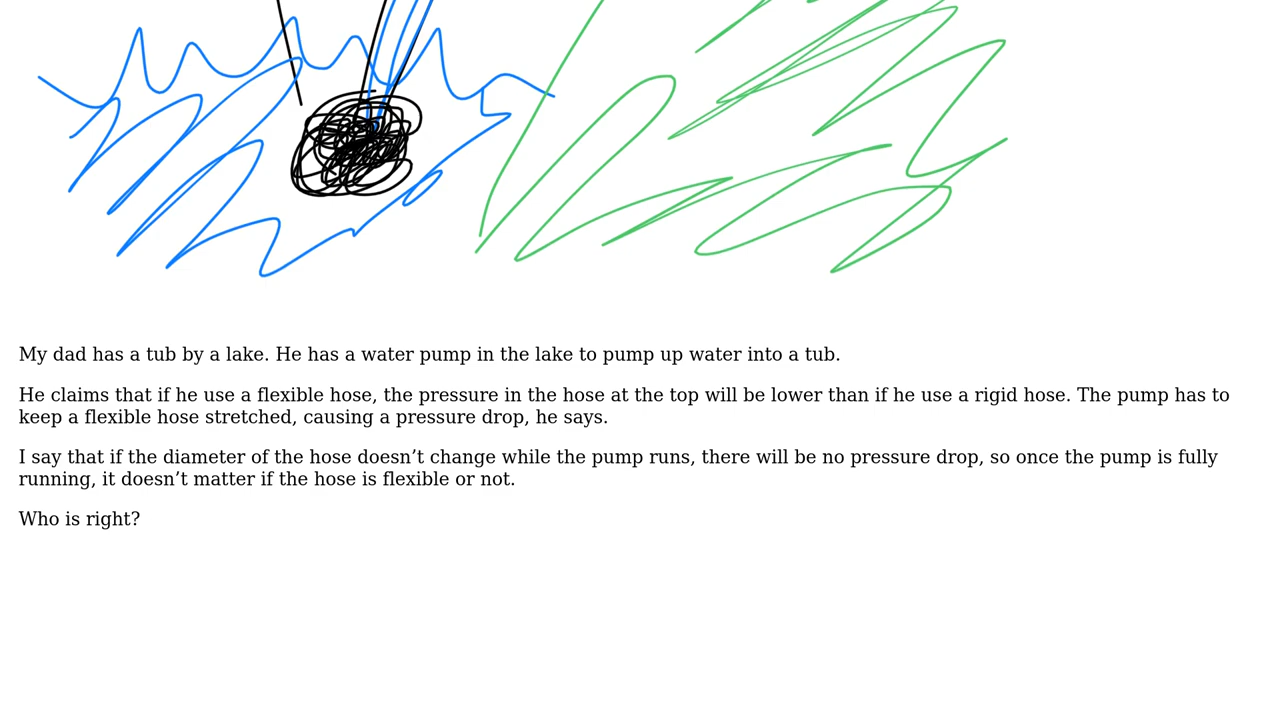 My dad has a tub by a lake. He has a water pump in the lake to pump up water into a tub.
He claims that if he use a flexible hose, the pressure in the hose at the top will be lower than if he use a rigid hose. The pump has to
keep a flexible hose stretched, causing a pressure drop, he says.
I say that if the diameter of the hose doesn’t change while the pump runs, there will be no pressure drop, so once the pump is fully
running, it doesn’t matter if the hose is flexible or not.
Who is right?